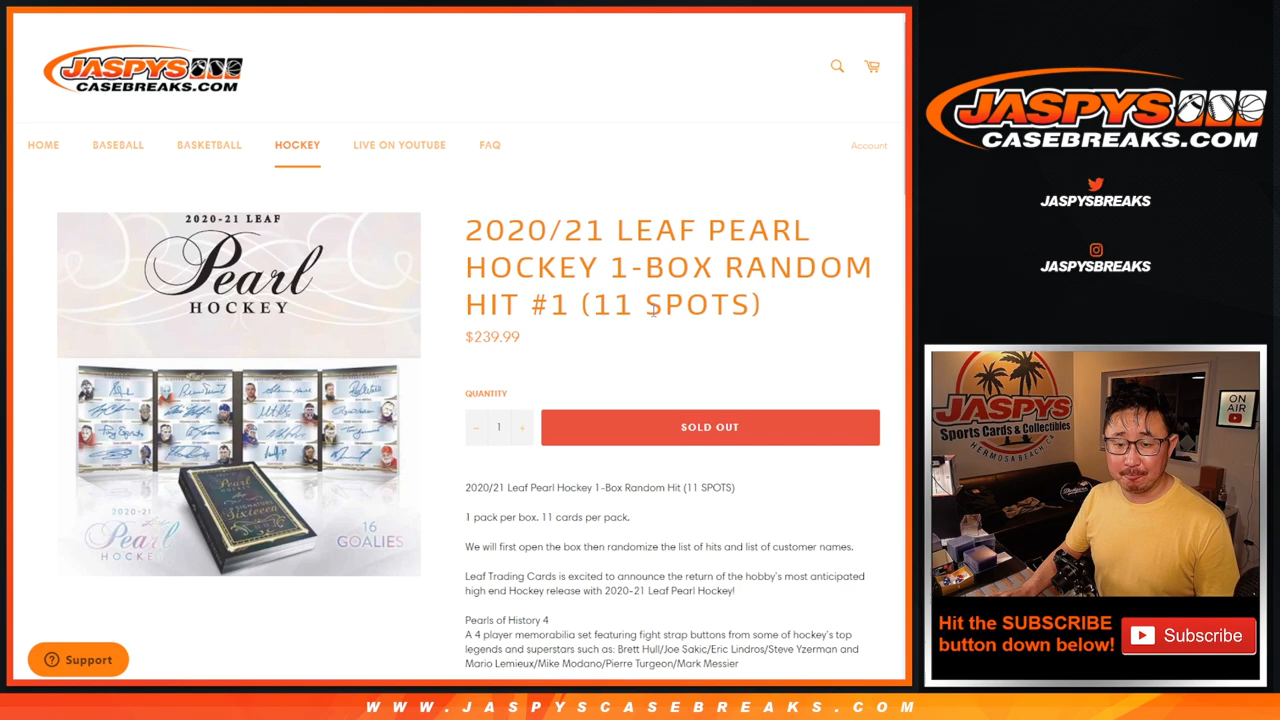 JASPYS
CASEBREAKS.COM
HOME
BASEBALL
BASKETBALL
HOCKEY
LIVE ON YOUTUBE
FAQ
Account
2020-21 LEAF
Pearl
HOCKEY
Pearl
HOCKEY
SIGNATURE
Sixteen
2020-21
Pearl
HOCKEY
16
GOALIES
2020/21 LEAF PEARL
HOCKEY 1-BOX RANDOM
HIT #1 (11 SPOTS)
$239.99
QUANTITY
− 1 +
SOLD OUT
2020/21 Leaf Pearl Hockey 1-Box Random Hit (11 SPOTS)
1 pack per box. 11 cards per pack.
We will first open the box then randomize the list of hits and list of customer names.
Leaf Trading Cards is excited to announce the return of the hobby's most anticipated
high end Hockey release with 2020-21 Leaf Pearl Hockey!
Pearls of History 4
A 4 player memorabilia set featuring fight strap buttons from some of hockey's top
legends and superstars such as: Brett Hull/Joe Sakic/Eric Lindros/Steve Yzerman and
Mario Lemieux/Mike Modano/Pierre Turgeon/Mark Messier
Support
JASPYS
CASEBREAKS.COM
JASPYSBREAKS
JASPYSBREAKS
JASPYS
Sports Cards & Collectibles
HERMOSA BEACH, CA
ON
AIR
Hit the SUBSCRIBE
button down below!
Subscribe
WWW.JASPYSCASEBREAKS.COM